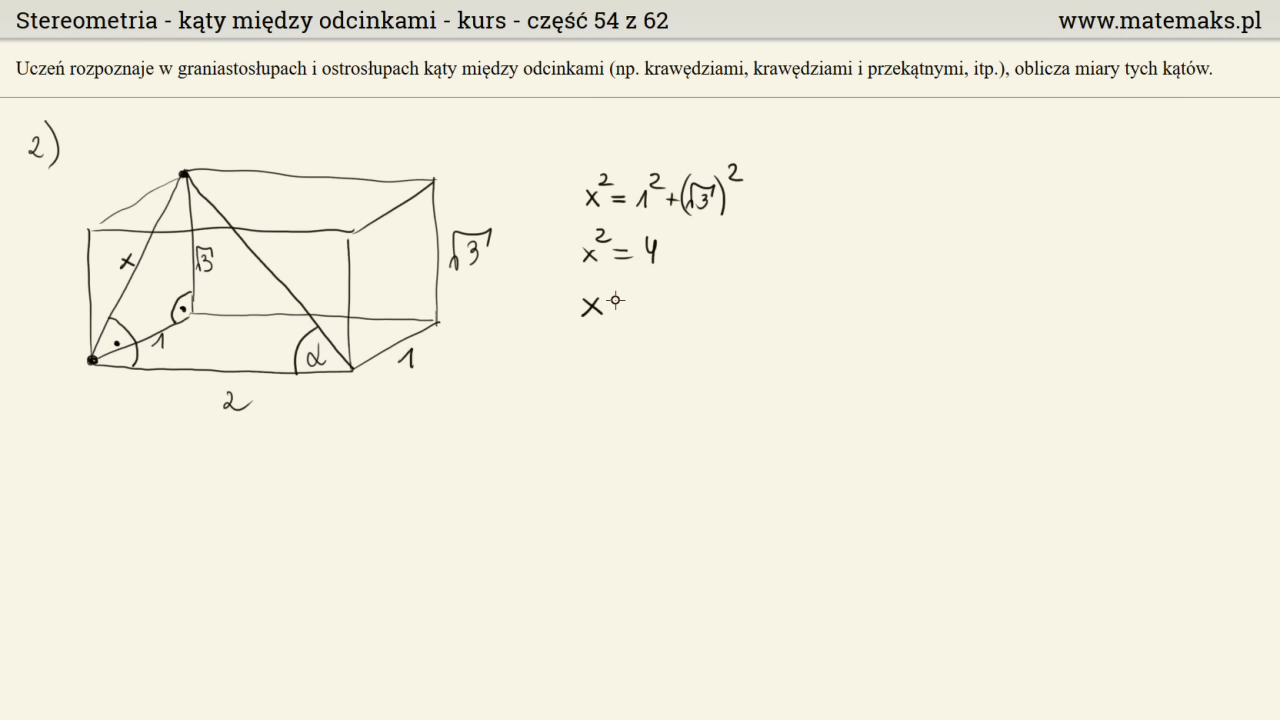 Stereometria - kąty między odcinkami - kurs - część 54 z 62
www.matemaks.pl
Uczeń rozpoznaje w graniastosłupach i ostrosłupach kąty między odcinkami (np. krawędziami, krawędziami i przekątnymi, itp.), oblicza miary tych kątów.
2)
x
√3
1
α
2
1
√3
x² = 1² + (√3)²
x² = 4
x